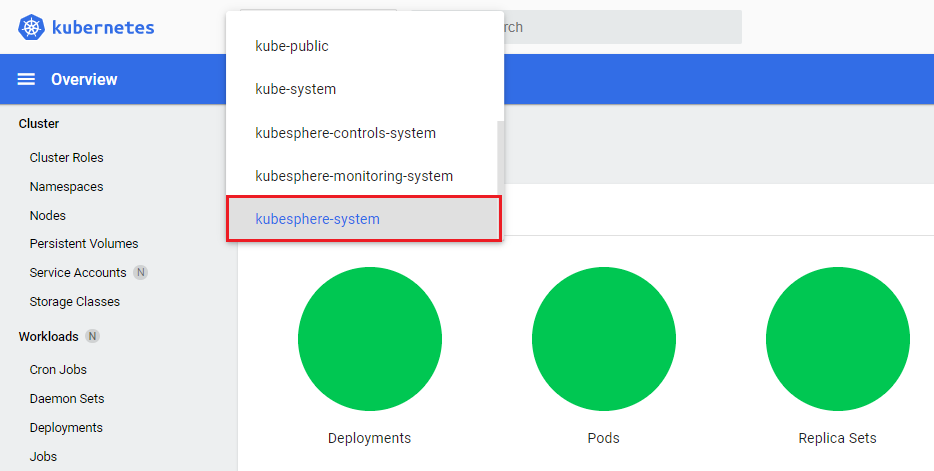 kubernetes
rch
Overview
kube-public
kube-system
kubesphere-controls-system
kubesphere-monitoring-system
kubesphere-system
Cluster
Cluster Roles
Namespaces
Nodes
Persistent Volumes
Service Accounts N
Storage Classes
Workloads N
Cron Jobs
Daemon Sets
Deployments
Jobs
Deployments
Pods
Replica Sets